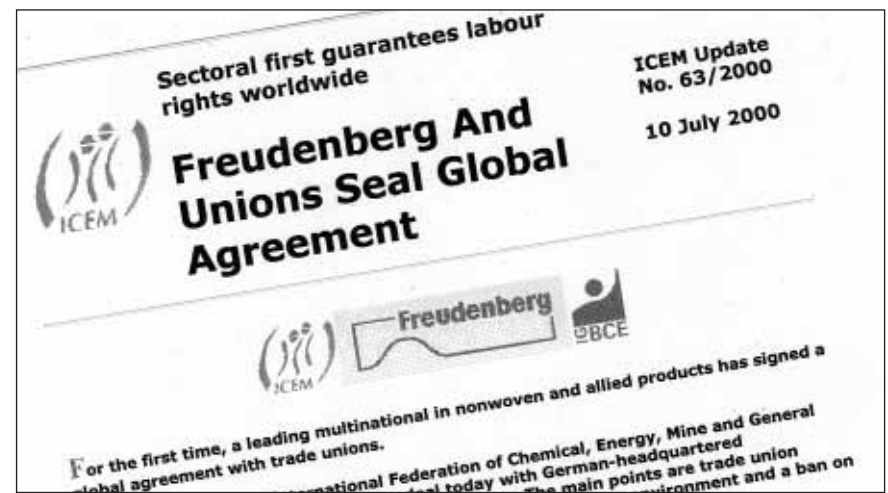 Sectoral first guarantees labour
rights worldwide
ICEM Update
No. 63/2000
10 July 2000
Freudenberg And
Unions Seal Global
Agreement
ICEM
ICEM
Freudenberg
IGBCE
For the first time, a leading multinational in nonwoven and allied products has signed a
global agreement with trade unions.
International Federation of Chemical, Energy, Mine and General
deal today with German-headquartered
The main points are trade union
environment and a ban on